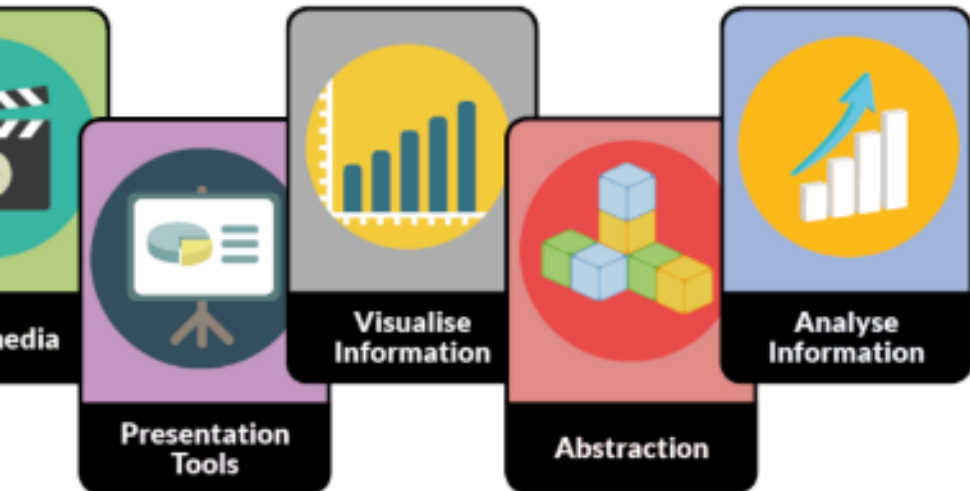 Presentation
Tools
Visualise
Information
Abstraction
Analyse
Information